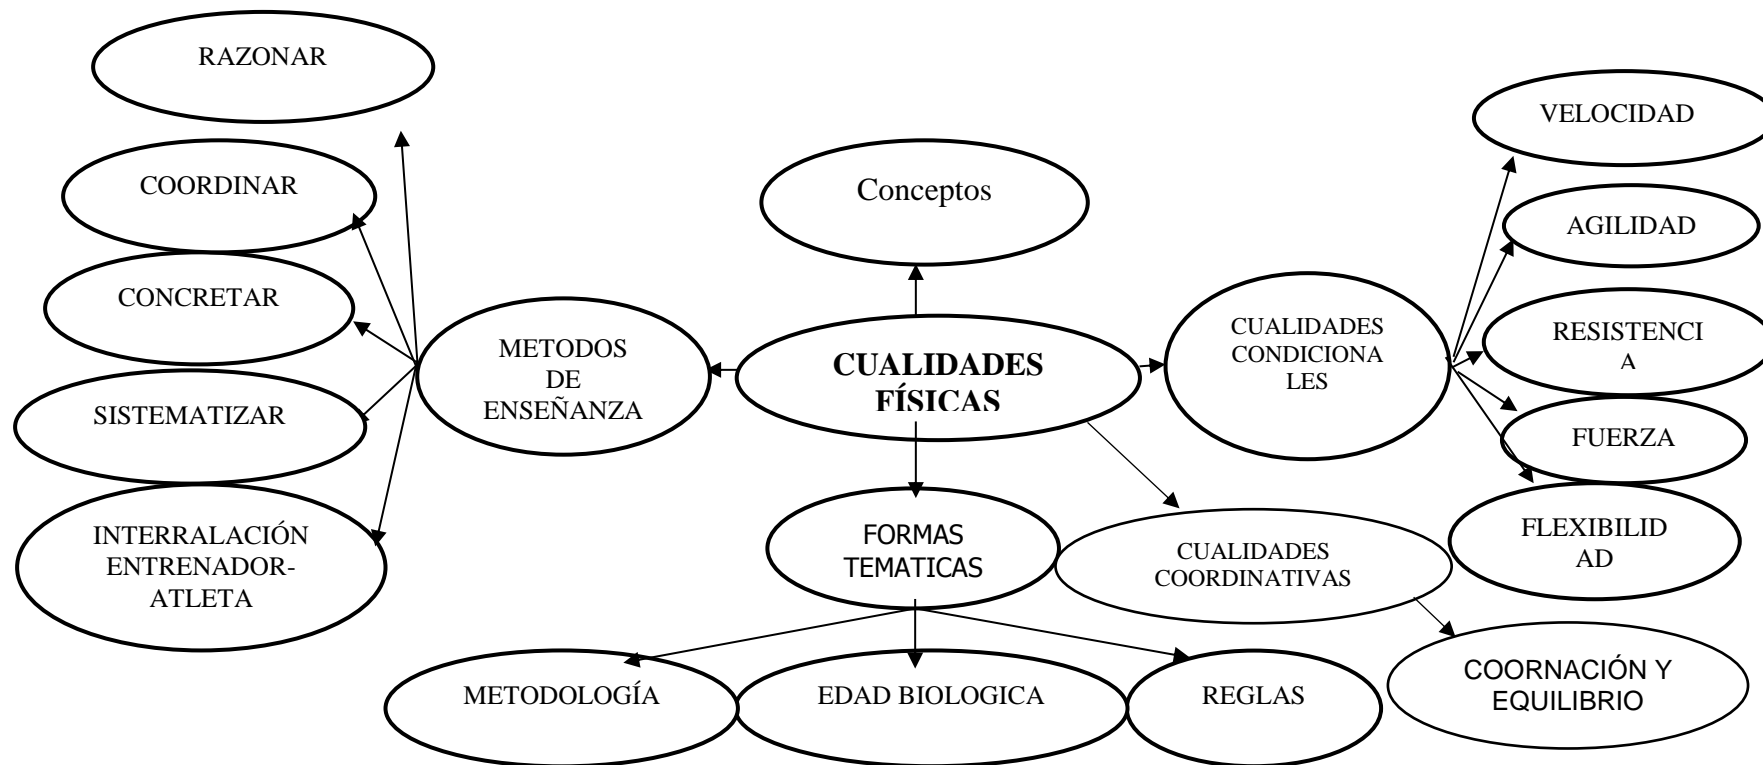 RAZONAR
COORDINAR
CONCRETAR
SISTEMATIZAR
INTERRALACIÓN
ENTRENADOR-
ATLETA
METODOS
DE
ENSEÑANZA
Conceptos
CUALIDADES
FÍSICAS
FORMAS
TEMATICAS
METODOLOGÍA
EDAD BIOLOGICA
REGLAS
CUALIDADES
CONDICIONA
LES
VELOCIDAD
AGILIDAD
RESISTENCI
A
FUERZA
FLEXIBILID
AD
CUALIDADES
COORDINATIVAS
COORNACIÓN Y
EQUILIBRIO